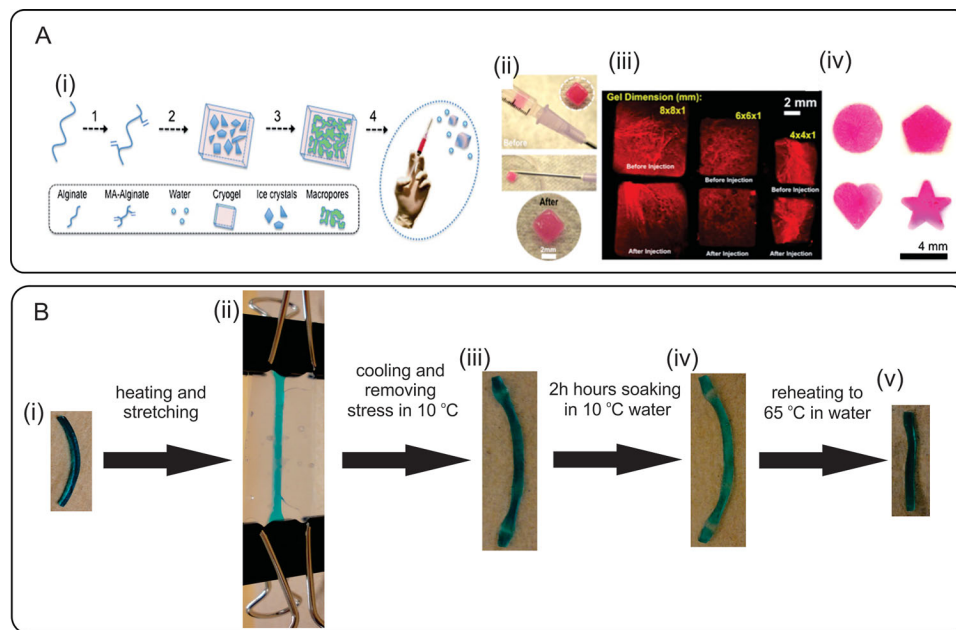 A
(i)
1
2
3
4
Alginate
MA-Alginate
Water
Cryogel
Ice crystals
Macropores
(ii)
Before
After
2mm
(iii)
Gel Dimension (mm):
8x8x1
6x6x1
4x4x1
2 mm
Before Injection
Before Injection
Before Injection
After Injection
After Injection
After Injection
(iv)
4 mm
B
(i)
heating and
stretching
(ii)
cooling and
removing
stress in 10 °C
(iii)
2h hours soaking
in 10 °C water
(iv)
reheating to
65 °C in water
(v)